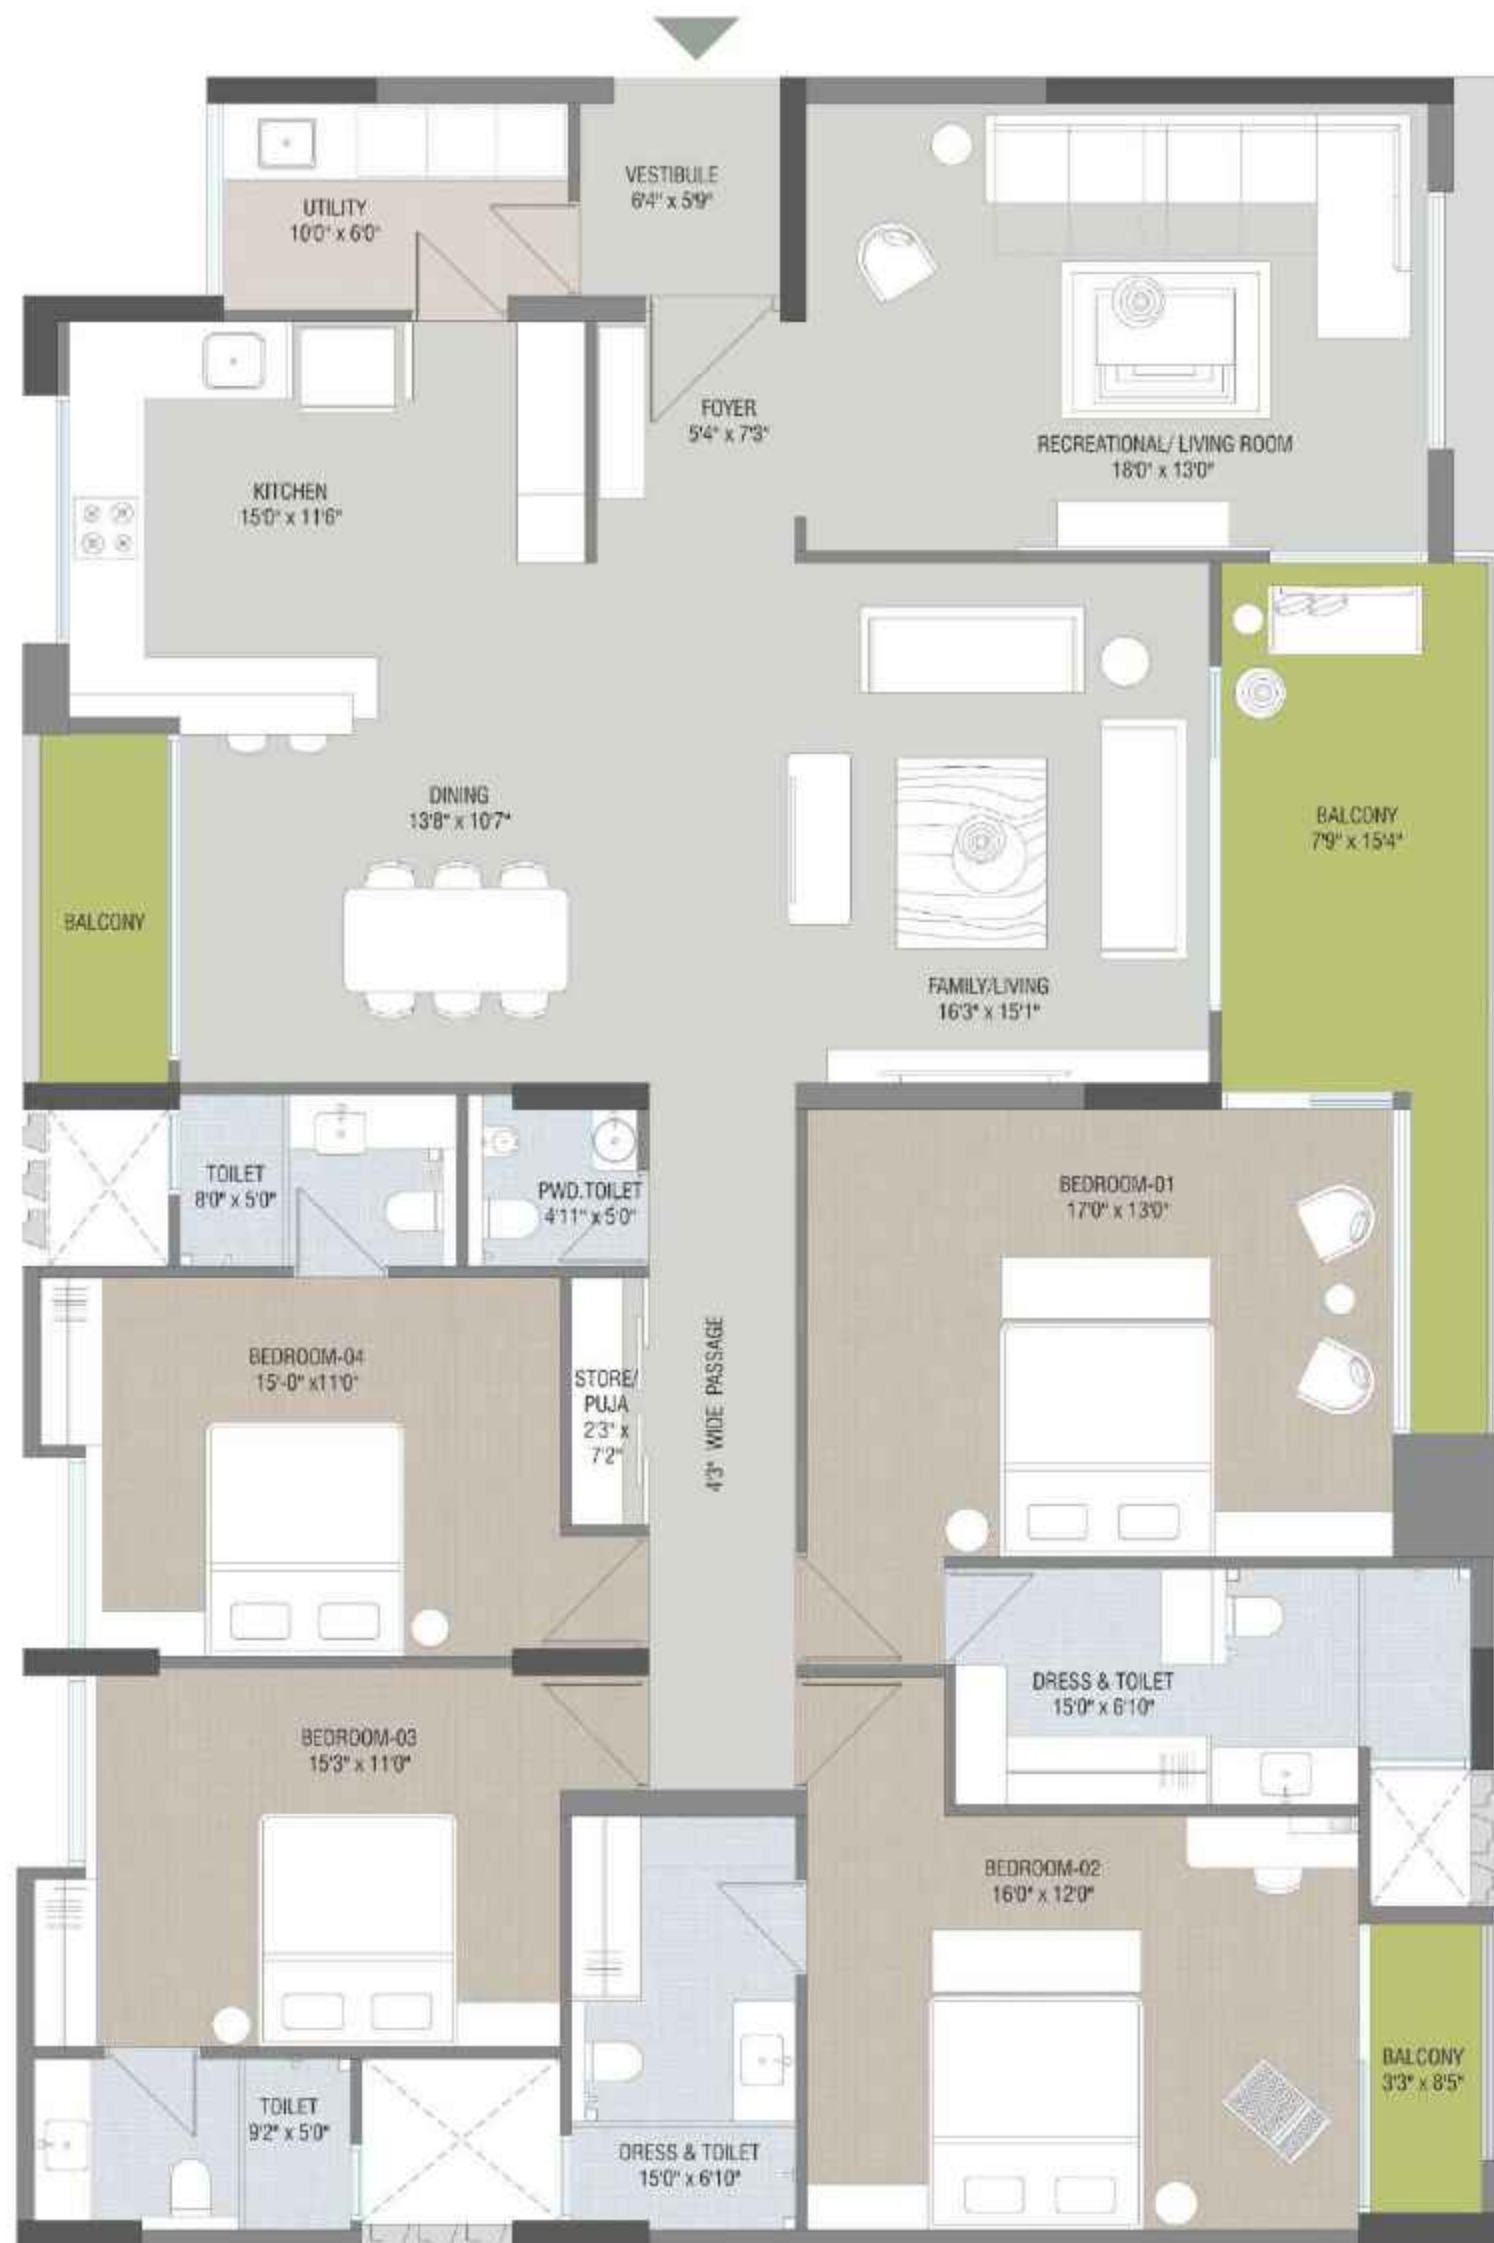 VESTIBULE
6'4" x 5'9"
UTILITY
10'0" x 6'0"
FOYER
5'4" x 7'3"
RECREATIONAL/ LIVING ROOM
18'0" x 13'0"
KITCHEN
15'0" x 11'6"
DINING
13'8" x 10'7"
BALCONY
7'9" x 15'4"
BALCONY
FAMILY/LIVING
16'3" x 15'1"
TOILET
8'0" x 5'0"
PWD.TOILET
4'11" x 5'0"
BEDROOM-01
17'0" x 13'0"
BEDROOM-04
15'-0" x11'0"
STORE/
PUJA
2'3" x
7'2"
4'3" WIDE PASSAGE
DRESS & TOILET
15'0" x 6'10"
BEDROOM-03
15'3" x 11'0"
BEDROOM-02
16'0" x 12'0"
BALCONY
3'3" x 8'5"
TOILET
9'2" x 5'0"
DRESS & TOILET
15'0" x 6'10"